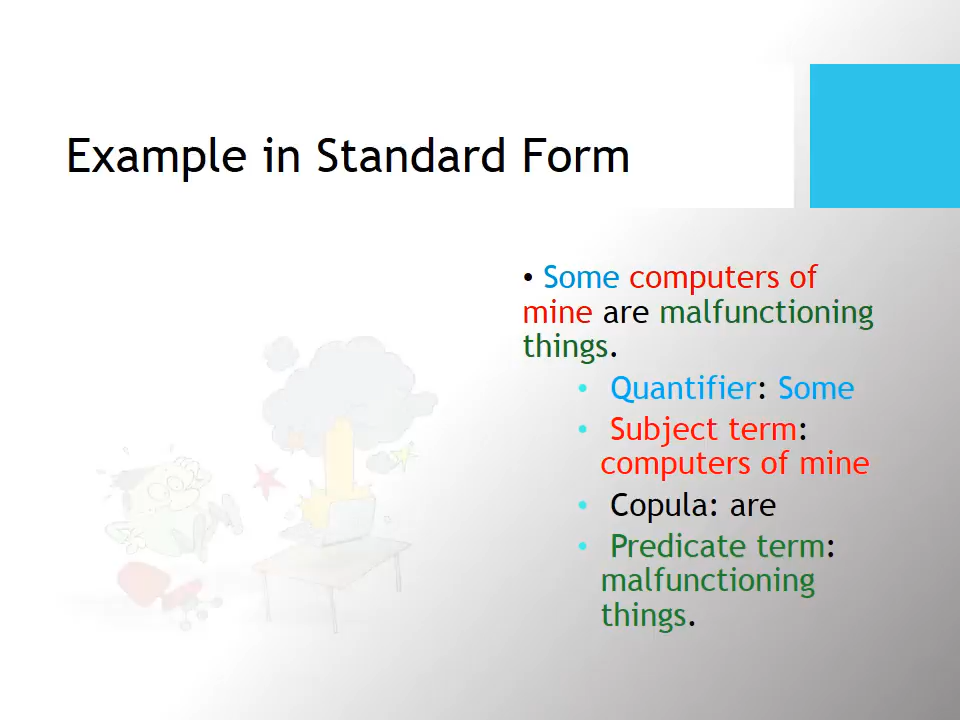 Example in Standard Form
• Some computers of
mine are malfunctioning
things.
• Quantifier: Some
• Subject term:
computers of mine
• Copula: are
• Predicate term:
malfunctioning
things.